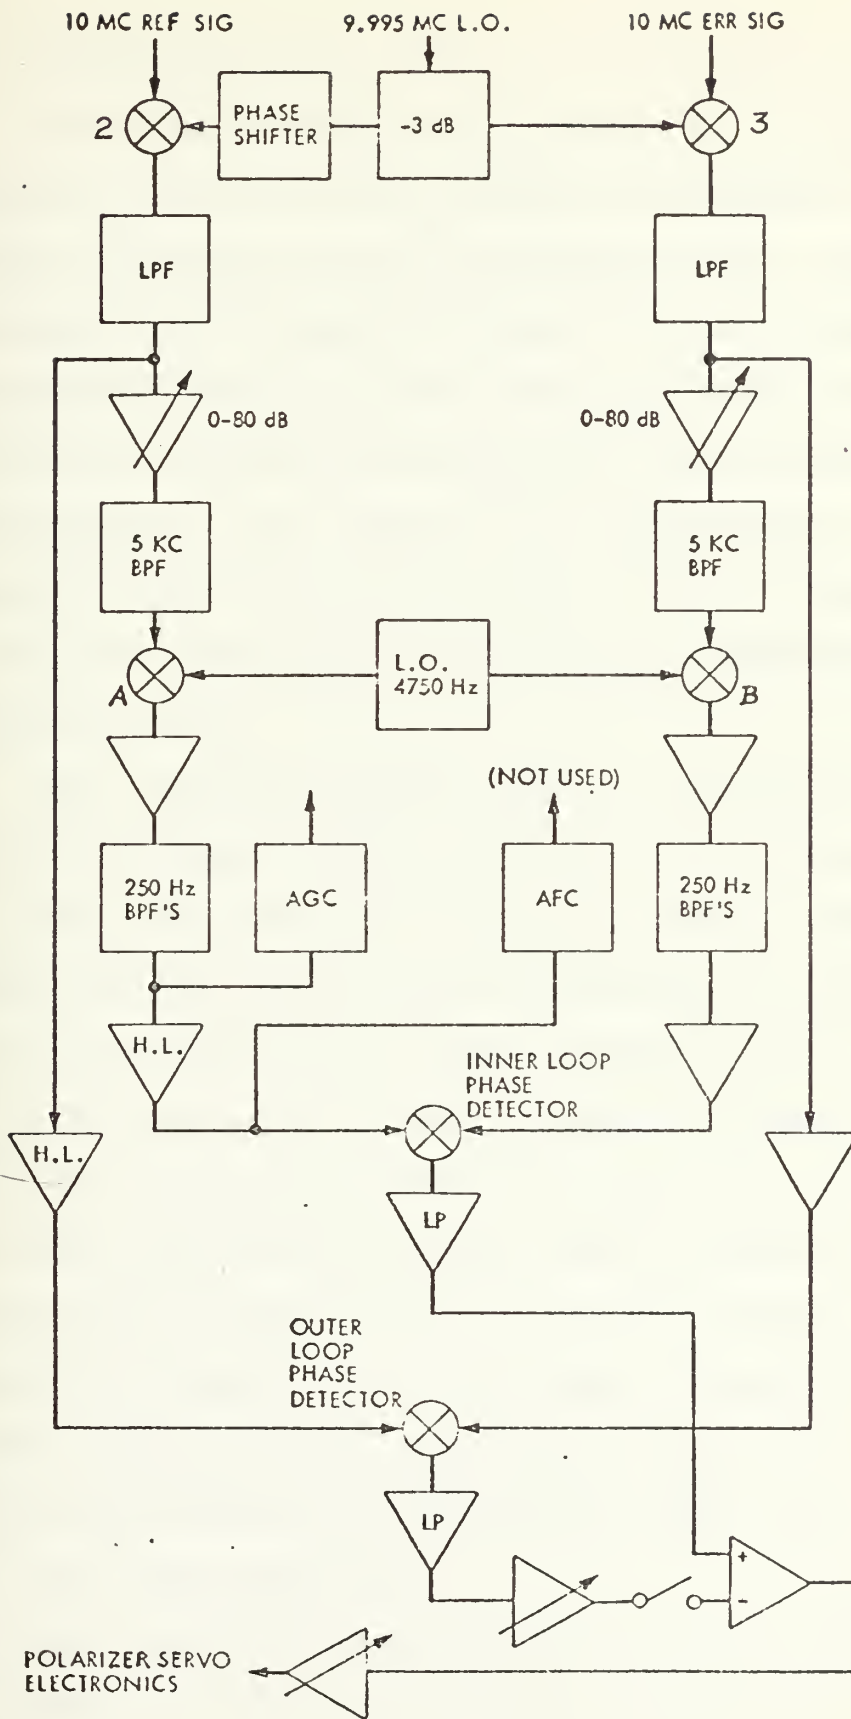 10 MC REF SIG
9.995 MC L.O.
10 MC ERR SIG
2
PHASE
SHIFTER
-3 dB
3
LPF
LPF
0-80 dB
0-80 dB
5 KC
BPF
5 KC
BPF
L.O.
4750 Hz
A
B
(NOT USED)
250 Hz
BPF'S
AGC
AFC
250 Hz
BPF'S
H.L.
INNER LOOP
PHASE
DETECTOR
H.L.
LP
OUTER
LOOP
PHASE
DETECTOR
LP
+
-
POLARIZER SERVO
ELECTRONICS